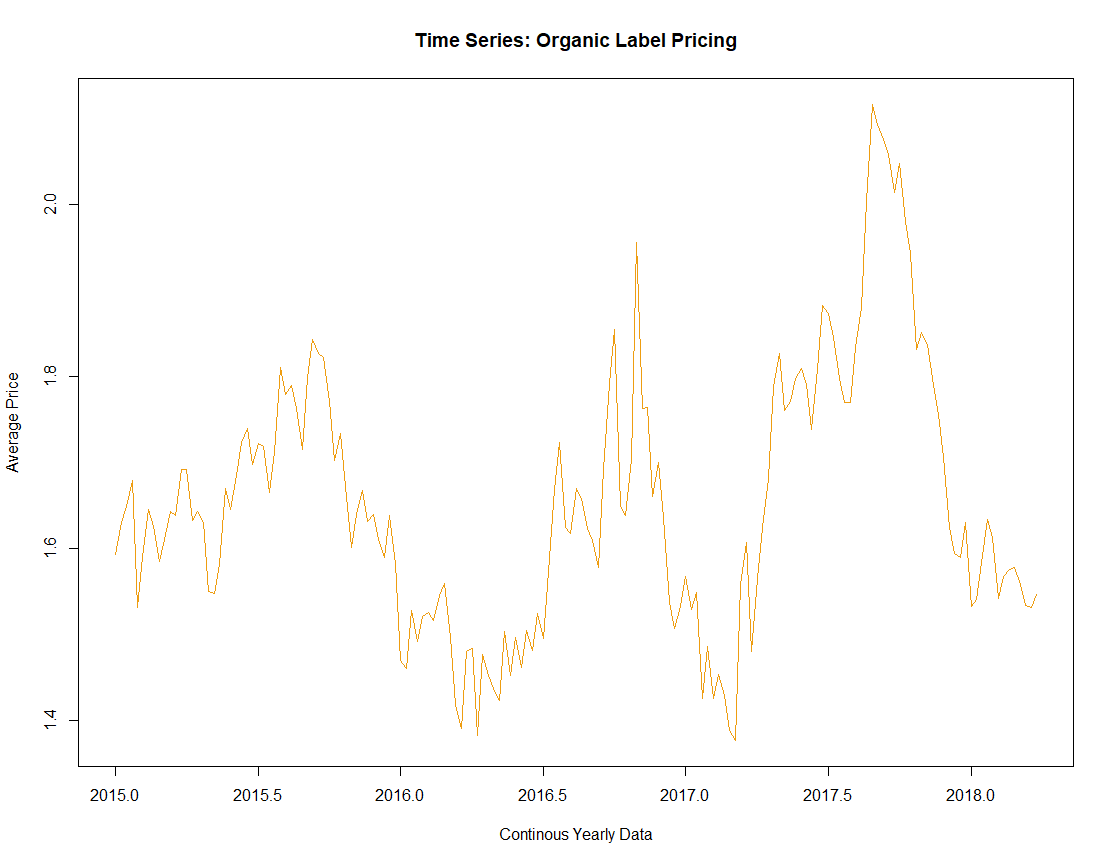 Time Series: Organic Label Pricing
Average Price
2.0
1.8
1.6
1.4
2015.0 2015.5 2016.0 2016.5 2017.0 2017.5 2018.0
Continous Yearly Data